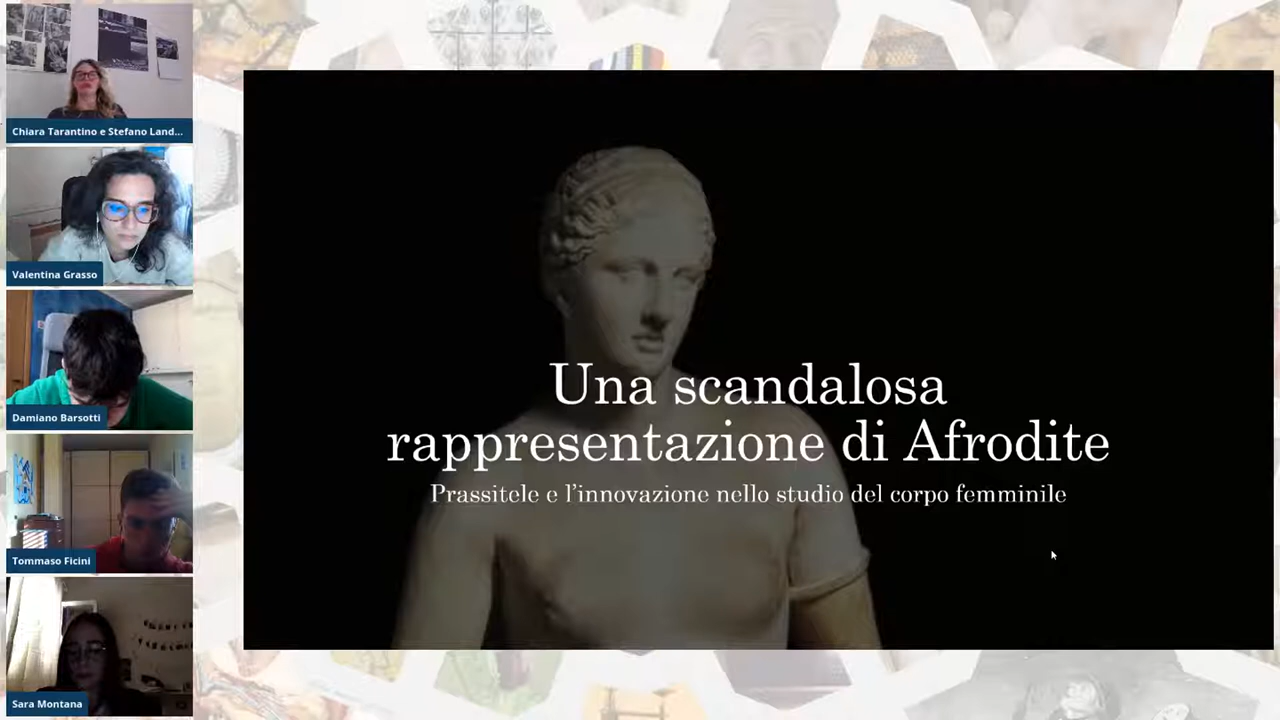 Chiara Tarantino e Stefano Land...
Valentina Grasso
Damiano Barsotti
Tommaso Ficini
Sara Montana
Una scandalosa
rappresentazione di Afrodite
Prassitele e l'innovazione nello studio del corpo femminile